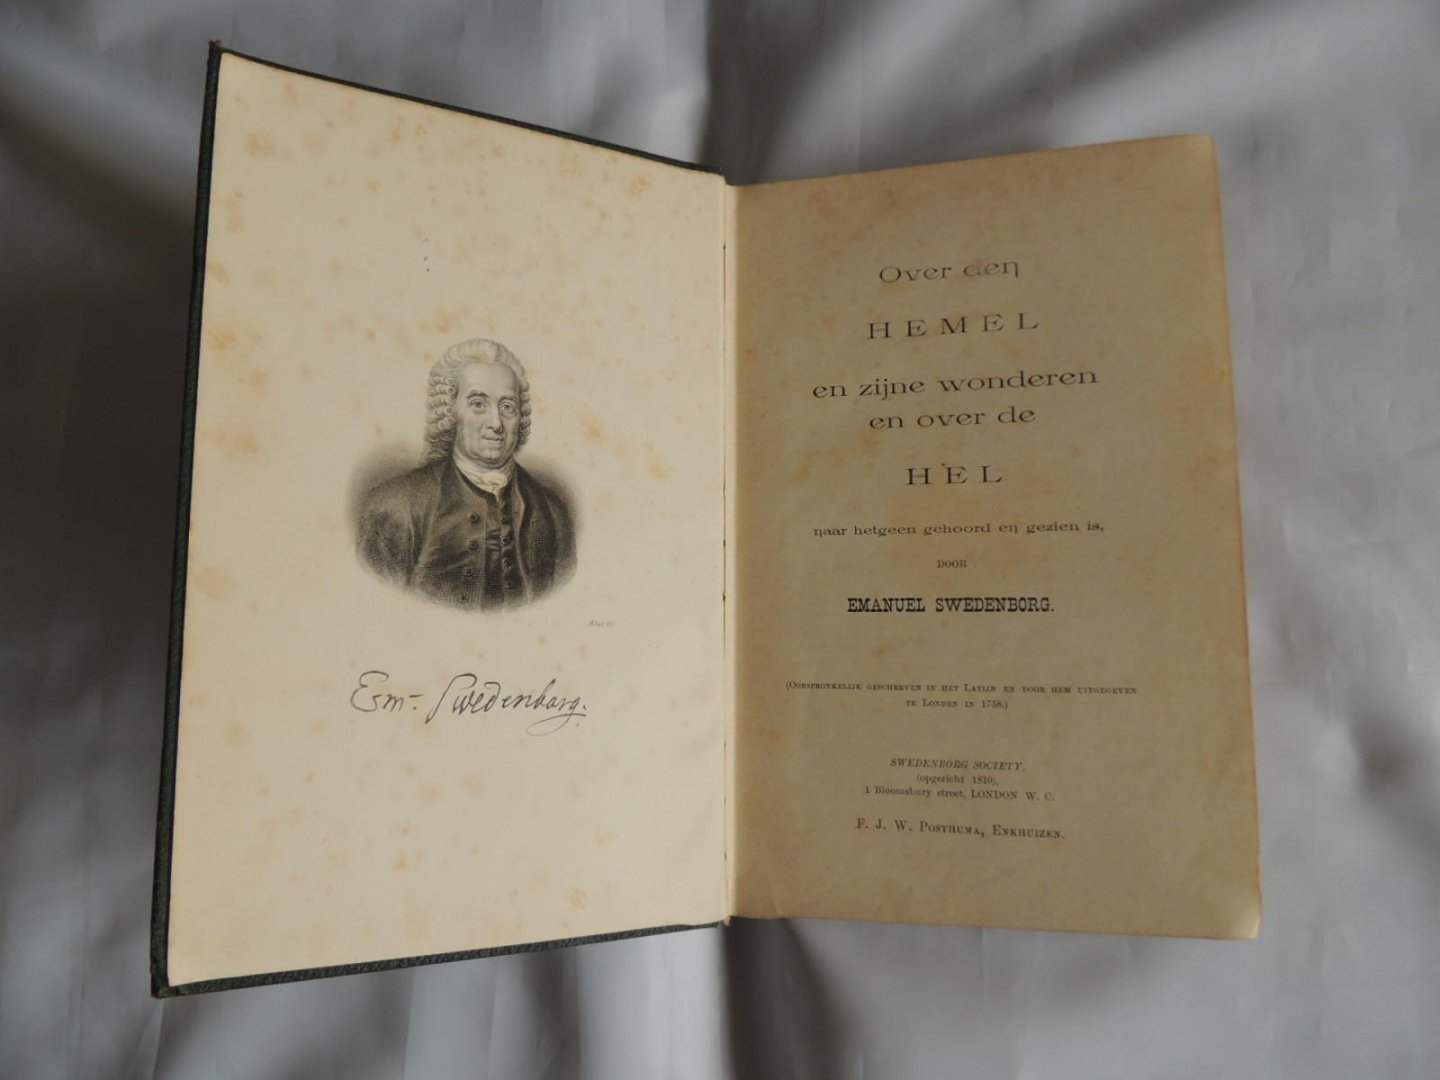 Em- Swedenborg.
Over den
HEMEL
en zijne wonderen
en over de
HEL
naar hetgeen gehoord en gezien is,
DOOR
EMANUEL SWEDENBORG.
(Oorspronkelijk geschreven in het Latijn en door hem uitgegeven
te Londen in 1758.)
SWEDENBORG SOCIETY,
(opgericht 1810),
1 Bloomsbury street, LONDON W. C.
F. J. W. Posthuma, Enkhuizen.